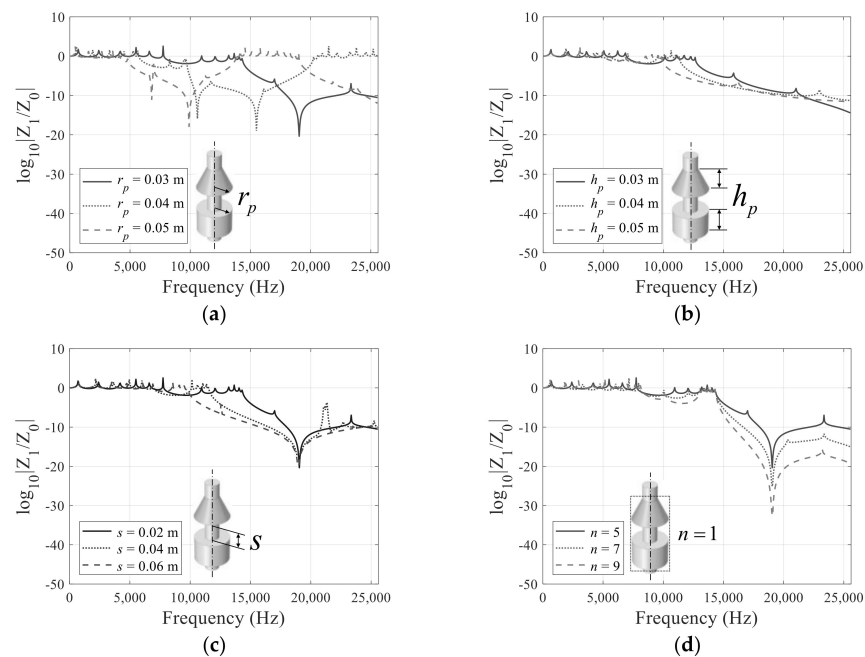 10
0
-10
-20
-30
-40
-50
log10|Z1/Z0|
rp = 0.03 m
rp = 0.04 m
rp = 0.05 m
rp
0 5,000 10,000 15,000 20,000 25,000
Frequency (Hz)
(a)
10
0
-10
-20
-30
-40
-50
log10|Z1/Z0|
hp = 0.03 m
hp = 0.04 m
hp = 0.05 m
hp
0 5,000 10,000 15,000 20,000 25,000
Frequency (Hz)
(b)
10
0
-10
-20
-30
-40
-50
log10|Z1/Z0|
s = 0.02 m
s = 0.04 m
s = 0.06 m
s
0 5,000 10,000 15,000 20,000 25,000
Frequency (Hz)
(c)
10
0
-10
-20
-30
-40
-50
log10|Z1/Z0|
n = 5
n = 7
n = 9
n = 1
0 5,000 10,000 15,000 20,000 25,000
Frequency (Hz)
(d)